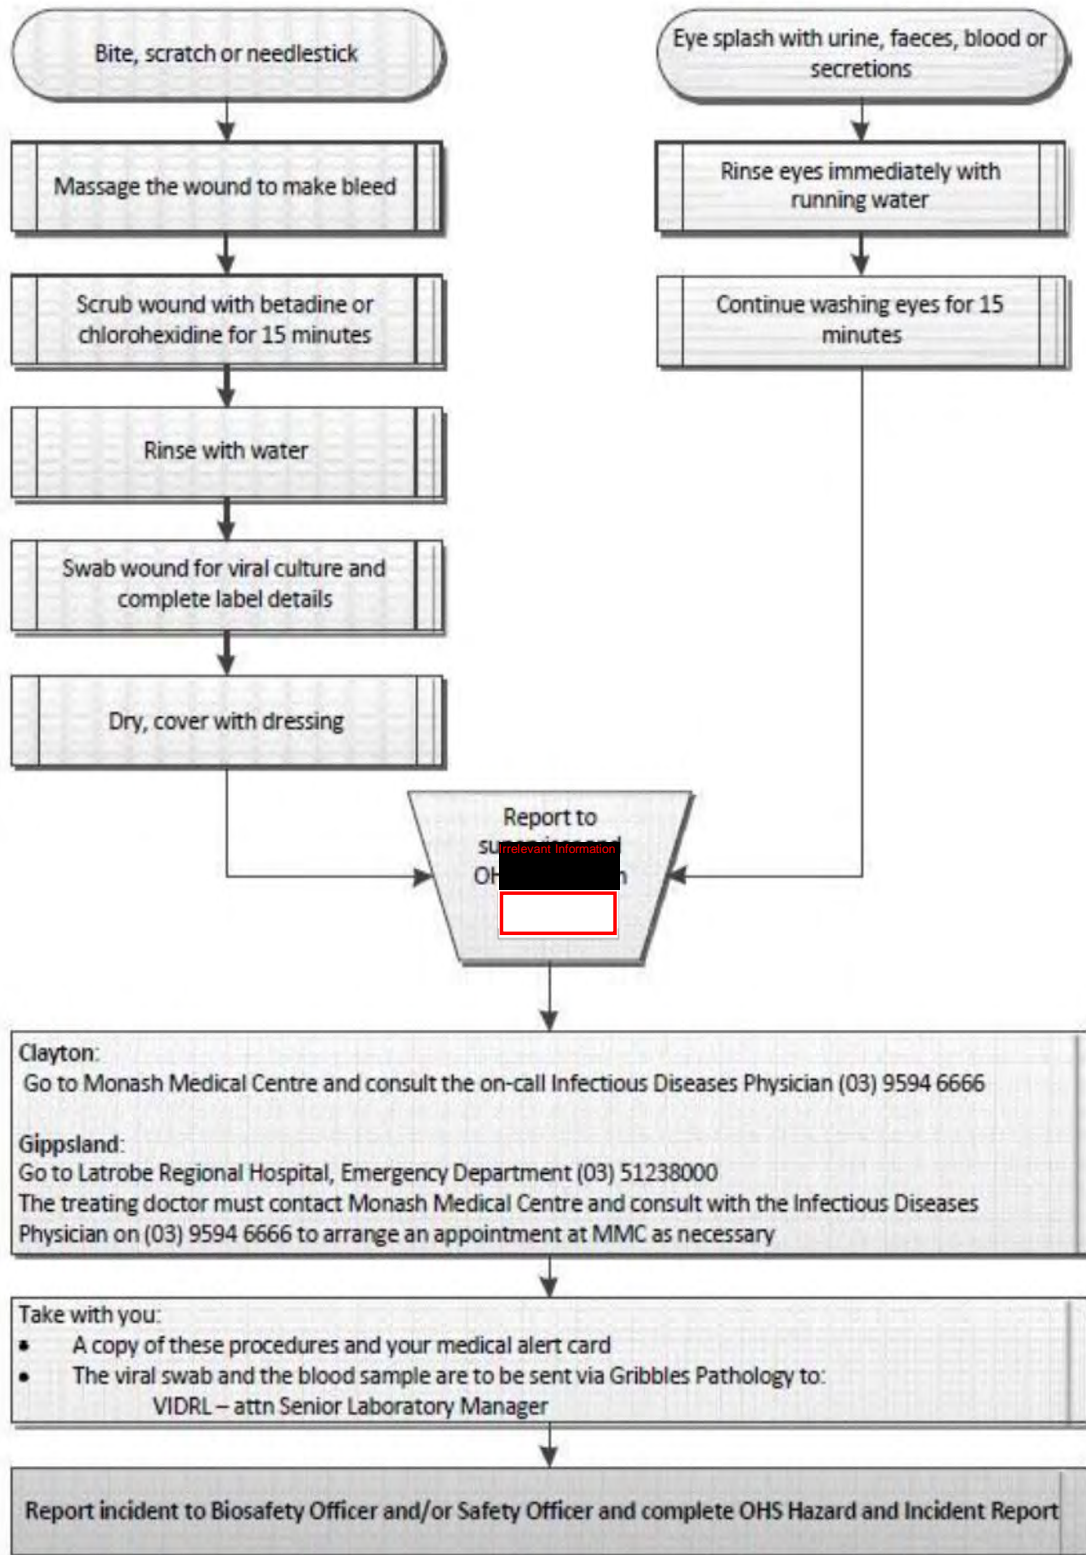 Bite, scratch or needlestick
Massage the wound to make bleed
Scrub wound with betadine or
chlorohexidine for 15 minutes
Rinse with water
Swab wound for viral culture and
complete label details
Dry, cover with dressing
Eye splash with urine, faeces, blood or
secretions
Rinse eyes immediately with
running water
Continue washing eyes for 15
minutes
Report to
Irrelevant Information
Clayton:
Go to Monash Medical Centre and consult the on-call Infectious Diseases Physician (03) 9594 6666
Gippsland:
Go to Latrobe Regional Hospital, Emergency Department (03) 51238000
The treating doctor must contact Monash Medical Centre and consult with the Infectious Diseases
Physician on (03) 9594 6666 to arrange an appointment at MMC as necessary
Take with you:
• A copy of these procedures and your medical alert card
• The viral swab and the blood sample are to be sent via Gribbles Pathology to:
VIDRL – attn Senior Laboratory Manager
Report incident to Biosafety Officer and/or Safety Officer and complete OHS Hazard and Incident Report